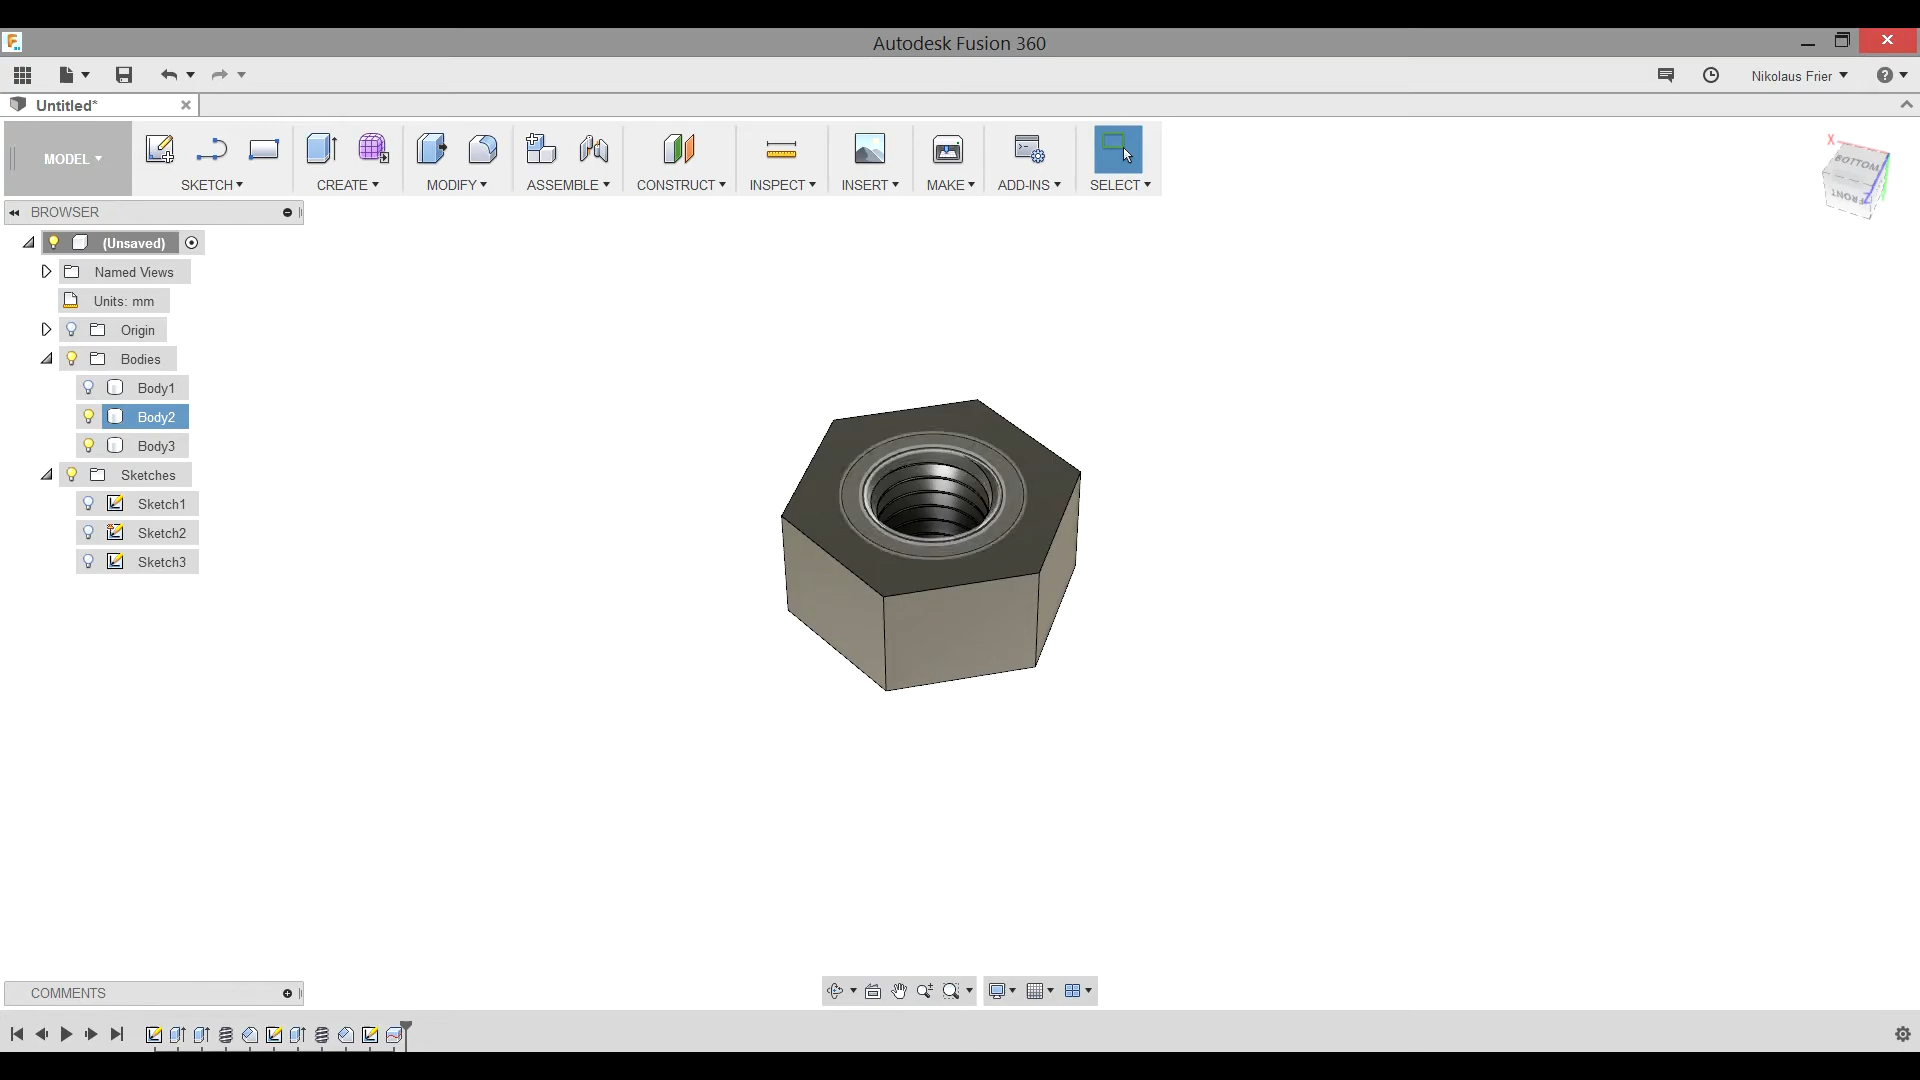 Autodesk Fusion 360
Nikolaus Frier
Untitled*
MODEL
SKETCH
CREATE
MODIFY
ASSEMBLE
CONSTRUCT
INSPECT
INSERT
MAKE
ADD-INS
SELECT
X
BOTTOM
FRONT
Z
BROWSER
(Unsaved)
Named Views
Units: mm
Origin
Bodies
Body1
Body2
Body3
Sketches
Sketch1
Sketch2
Sketch3
COMMENTS